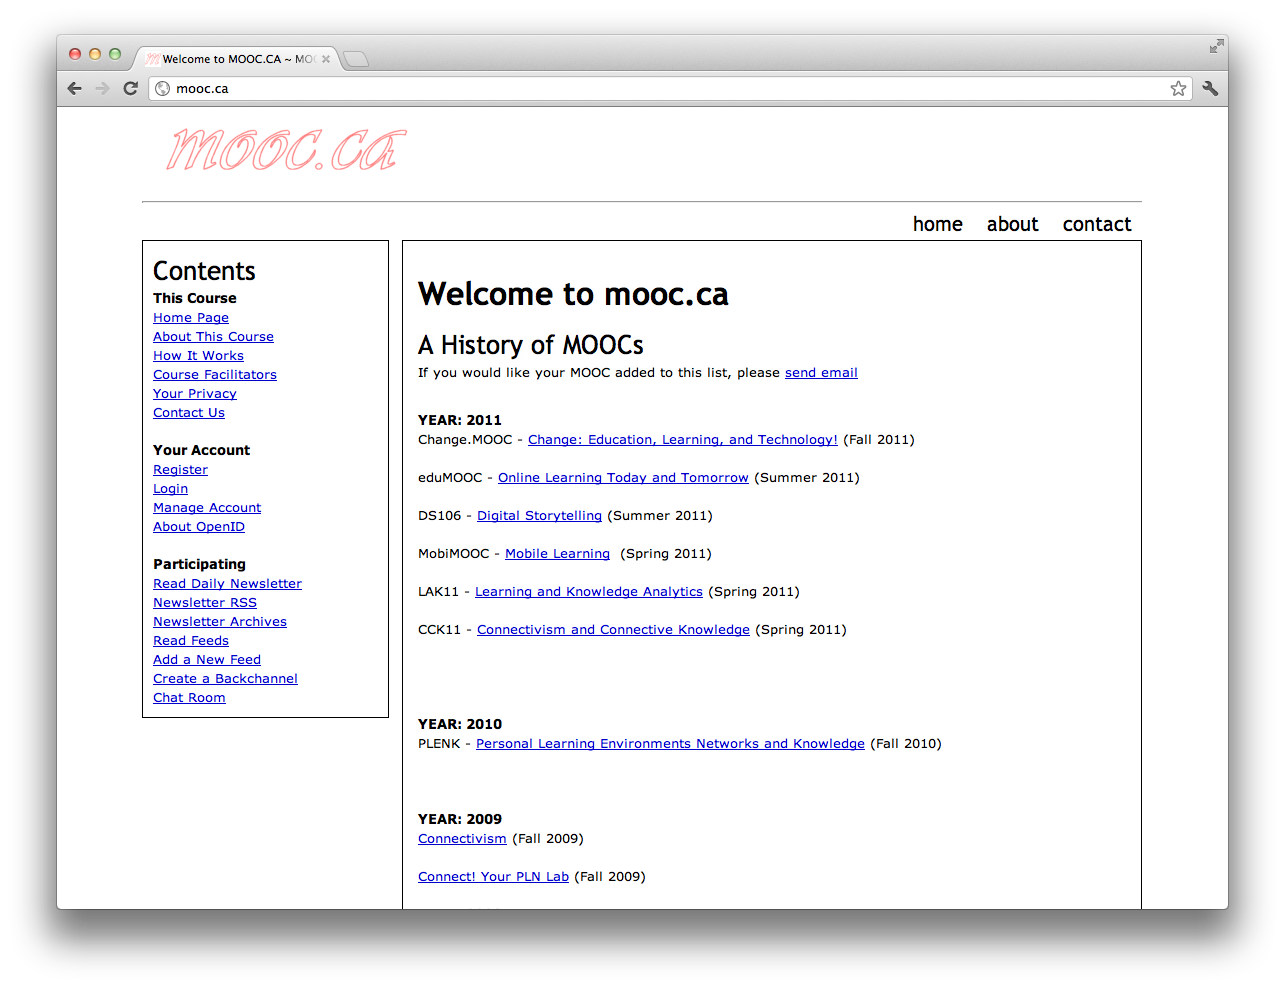 Welcome to MOOC.CA ~ MO
mooc.ca
MOOC.CA
home about contact
Contents
This Course
Home Page
About This Course
How It Works
Course Facilitators
Your Privacy
Contact Us
Your Account
Register
Login
Manage Account
About OpenID
Participating
Read Daily Newsletter
Newsletter RSS
Newsletter Archives
Read Feeds
Add a New Feed
Create a Backchannel
Chat Room
Welcome to mooc.ca
A History of MOOCs
If you would like your MOOC added to this list, please send email
YEAR: 2011
Change.MOOC - Change: Education, Learning, and Technology! (Fall 2011)
eduMOOC - Online Learning Today and Tomorrow (Summer 2011)
DS106 - Digital Storytelling (Summer 2011)
MobiMOOC - Mobile Learning (Spring 2011)
LAK11 - Learning and Knowledge Analytics (Spring 2011)
CCK11 - Connectivism and Connective Knowledge (Spring 2011)
YEAR: 2010
PLENK - Personal Learning Environments Networks and Knowledge (Fall 2010)
YEAR: 2009
Connectivism (Fall 2009)
Connect! Your PLN Lab (Fall 2009)